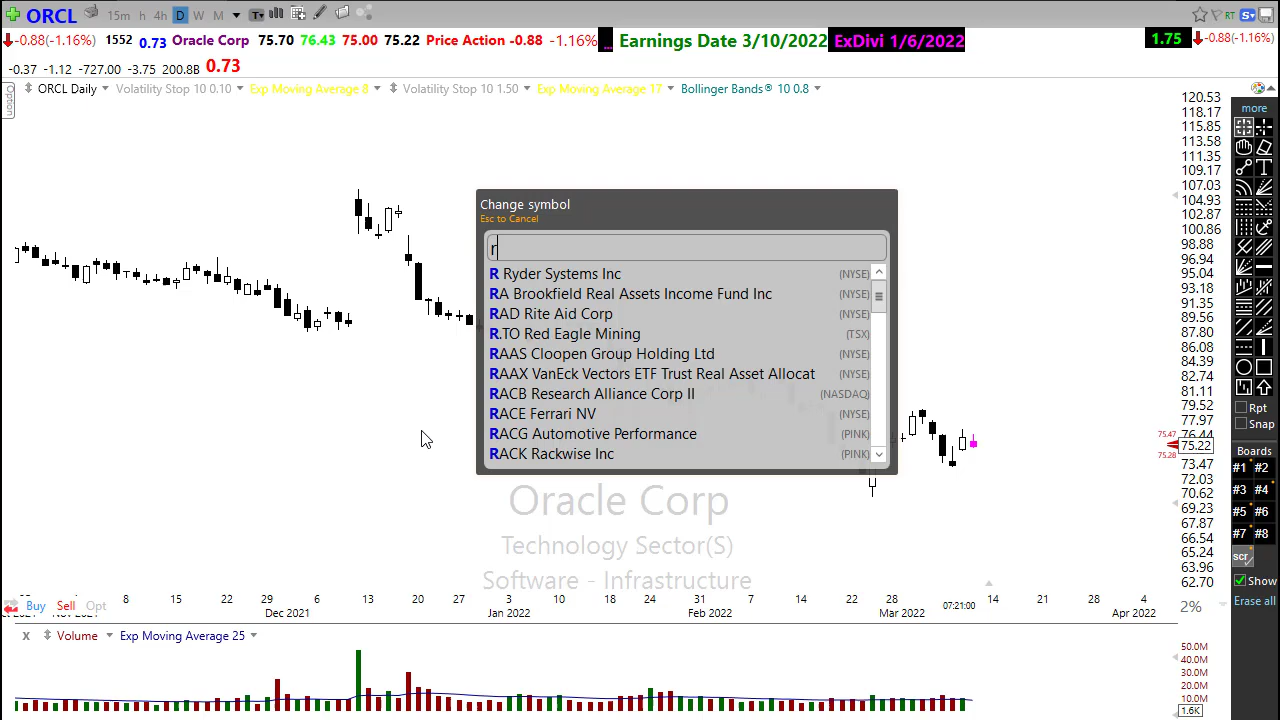 ORCL 15m h 4h D W M T RT S
-0.88(-1.16%) 1552 0.73 Oracle Corp 75.70 76.43 75.00 75.22 Price Action -0.88 -1.16% ... Earnings Date 3/10/2022 ExDivi 1/6/2022 1.75 -0.88(-1.16%)
-0.37 -1.12 -727.00 -3.75 200.8B 0.73
Option
ORCL Daily Volatility Stop 10 0.10 Exp Moving Average 8 Volatility Stop 10 1.50 Exp Moving Average 17 Bollinger Bands® 10 0.8
120.53
118.17
115.85
113.58
111.35
109.17
107.03
104.93
102.87
100.86
98.88
96.94
95.04
93.18
91.35
89.56
87.80
86.08
84.39
82.74
81.11
79.52
77.97
76.44
75.47
75.22
75.28
73.47
72.03
70.62
69.23
67.87
66.54
65.24
63.96
62.70
more
Rpt
Snap
Boards
#1 #2
#3 #4
#5 #6
#7 #8
scr
Show
Erase all
Change symbol
Esc to Cancel
r
R Ryder Systems Inc (NYSE)
RA Brookfield Real Assets Income Fund Inc (NYSE)
RAD Rite Aid Corp (NYSE)
R.TO Red Eagle Mining (TSX)
RAAS Cloopen Group Holding Ltd (NYSE)
RAAX VanEck Vectors ETF Trust Real Asset Allocat
RACB Research Alliance Corp II (NASDAQ)
RACE Ferrari NV (NYSE)
RACG Automotive Performance (PINK)
RACK Rackwise Inc (PINK)
Oracle Corp
Technology Sector(S)
Software - Infrastructure
Buy Sell Opt
8 15 22 29 6 13 20 27 3 10 18 24 31 7 14 22 28 7 14 21 28 4
Dec 2021 Jan 2022 Feb 2022 Mar 2022 07:21:00 Apr 2022
2%
X Volume Exp Moving Average 25
50.0M
40.0M
30.0M
20.0M
10.0M
1.6K